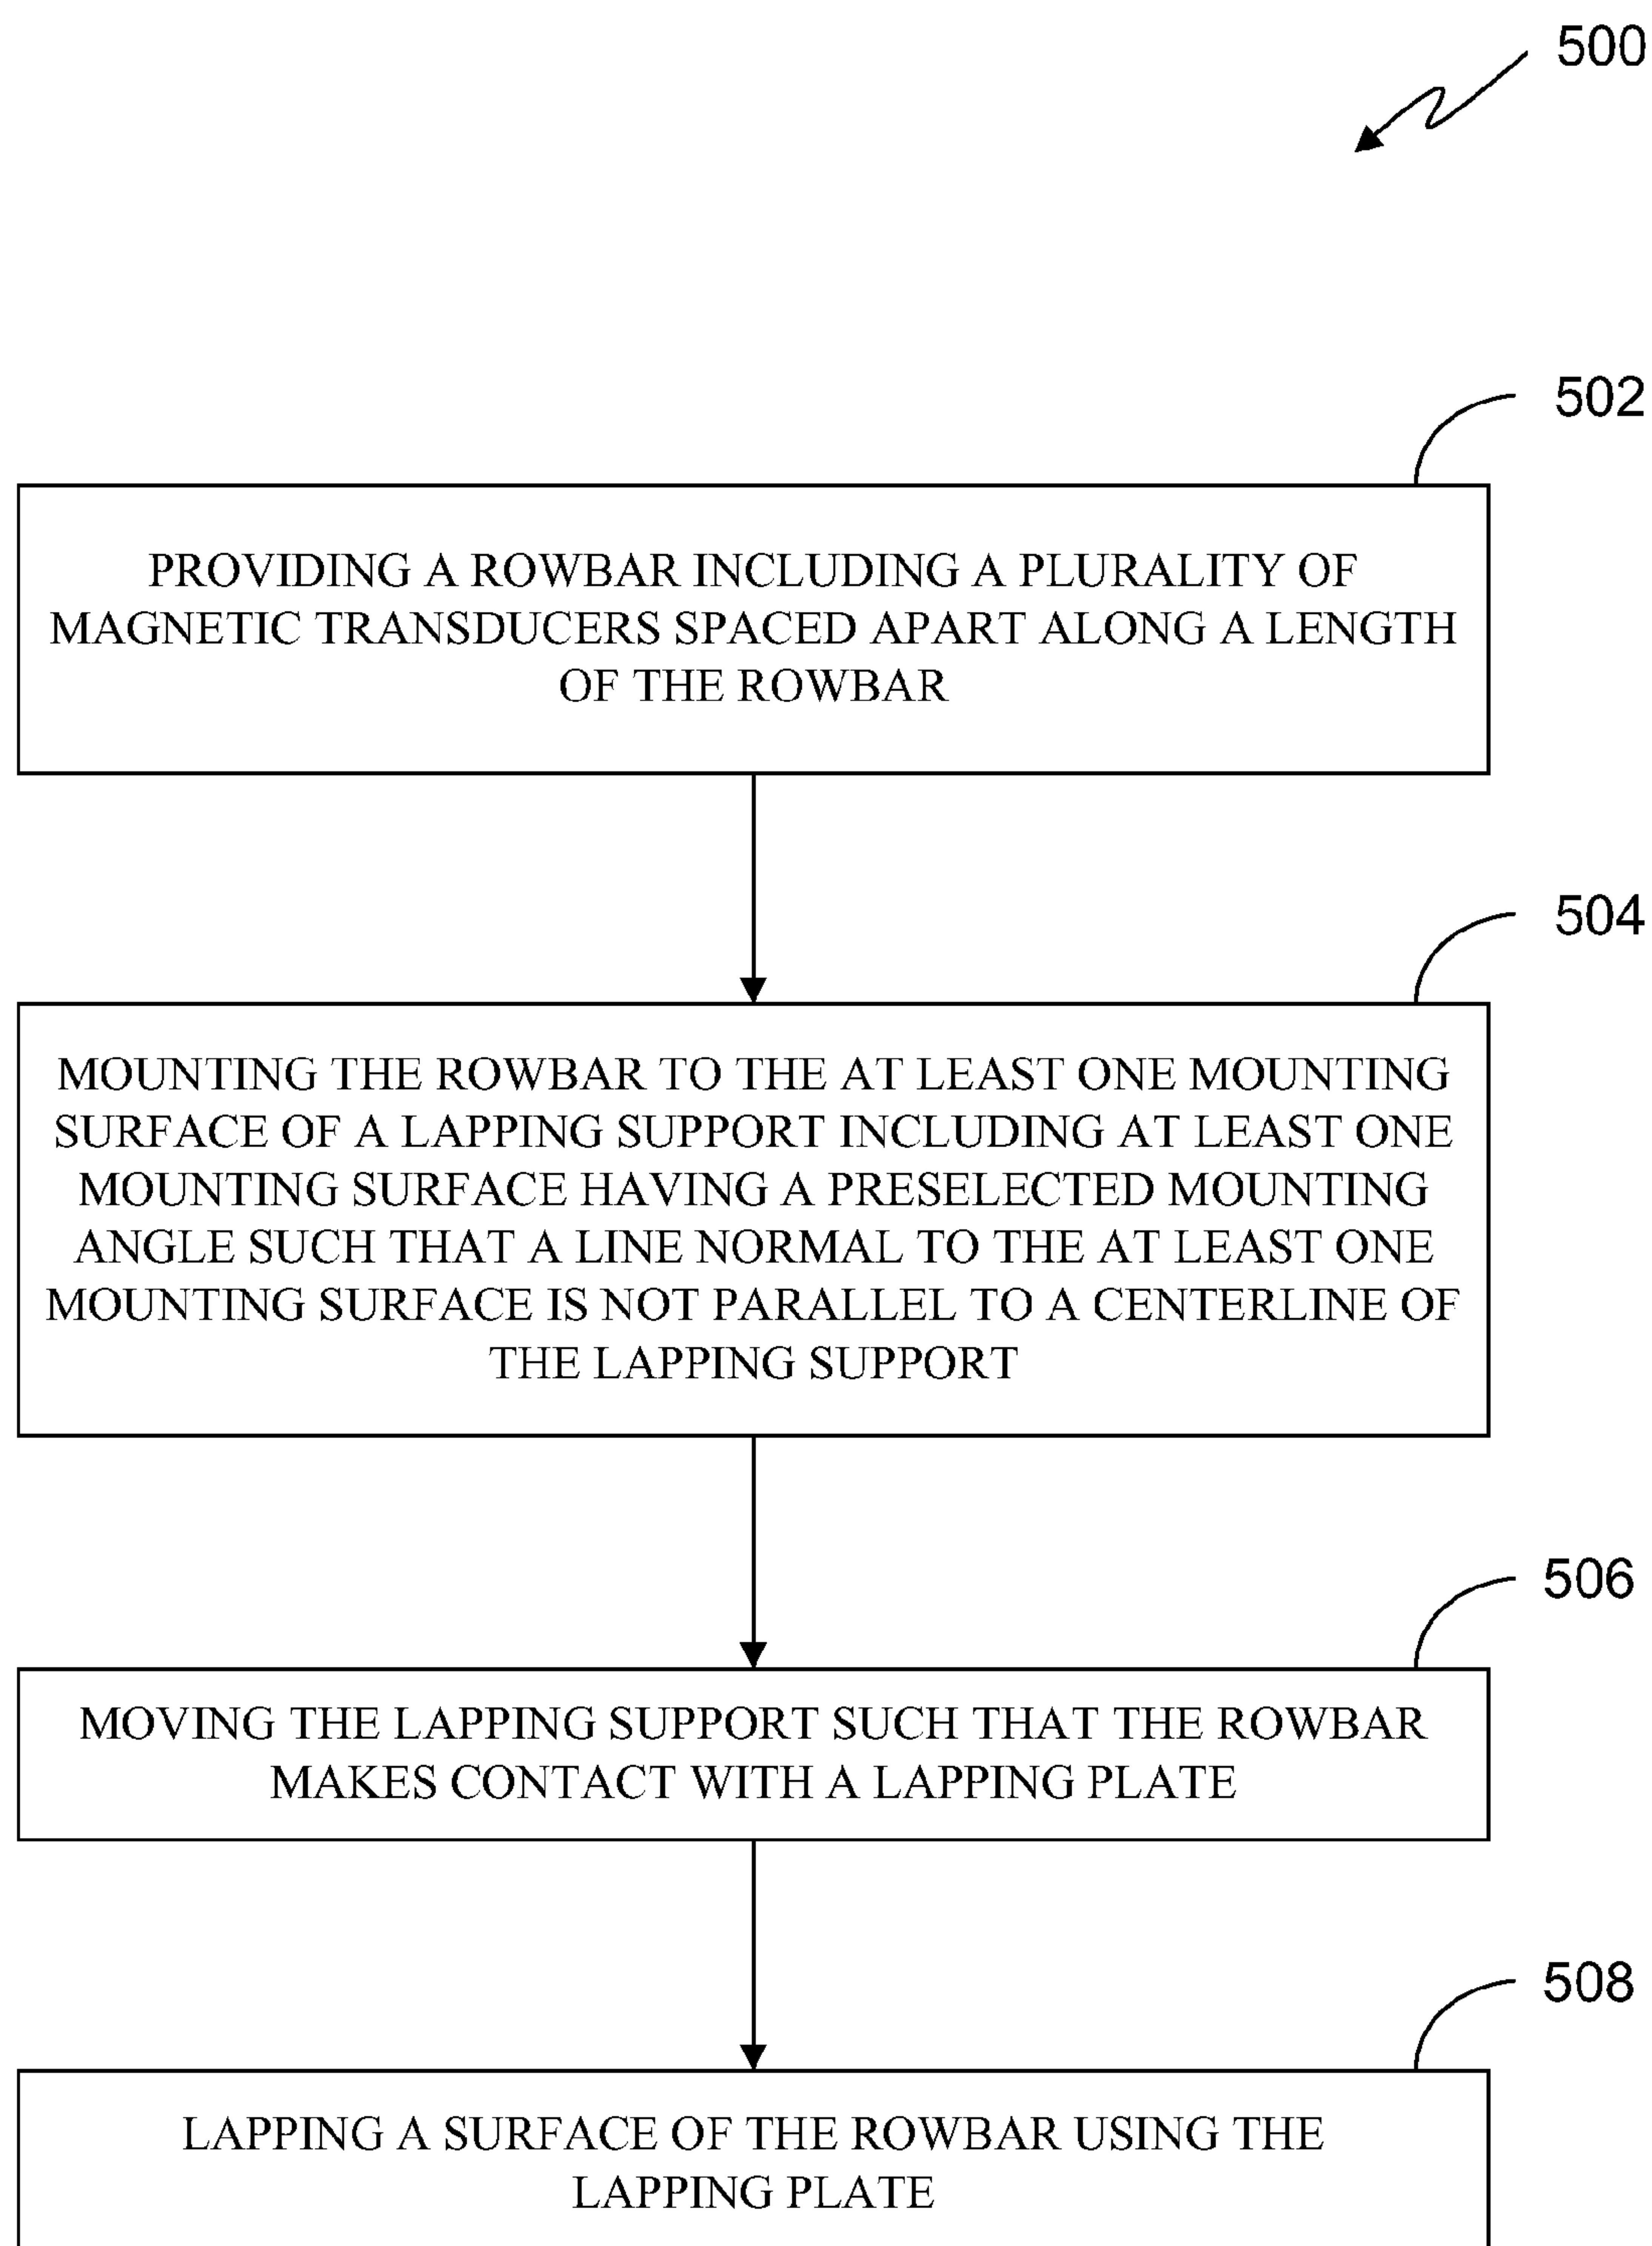 500
502
PROVIDING A ROWBAR INCLUDING A PLURALITY OF
MAGNETIC TRANSDUCERS SPACED APART ALONG A LENGTH
OF THE ROWBAR
504
MOUNTING THE ROWBAR TO THE AT LEAST ONE MOUNTING
SURFACE OF A LAPPING SUPPORT INCLUDING AT LEAST ONE
MOUNTING SURFACE HAVING A PRESELECTED MOUNTING
ANGLE SUCH THAT A LINE NORMAL TO THE AT LEAST ONE
MOUNTING SURFACE IS NOT PARALLEL TO A CENTERLINE OF
THE LAPPING SUPPORT
506
MOVING THE LAPPING SUPPORT SUCH THAT THE ROWBAR
MAKES CONTACT WITH A LAPPING PLATE
508
LAPPING A SURFACE OF THE ROWBAR USING THE
LAPPING PLATE